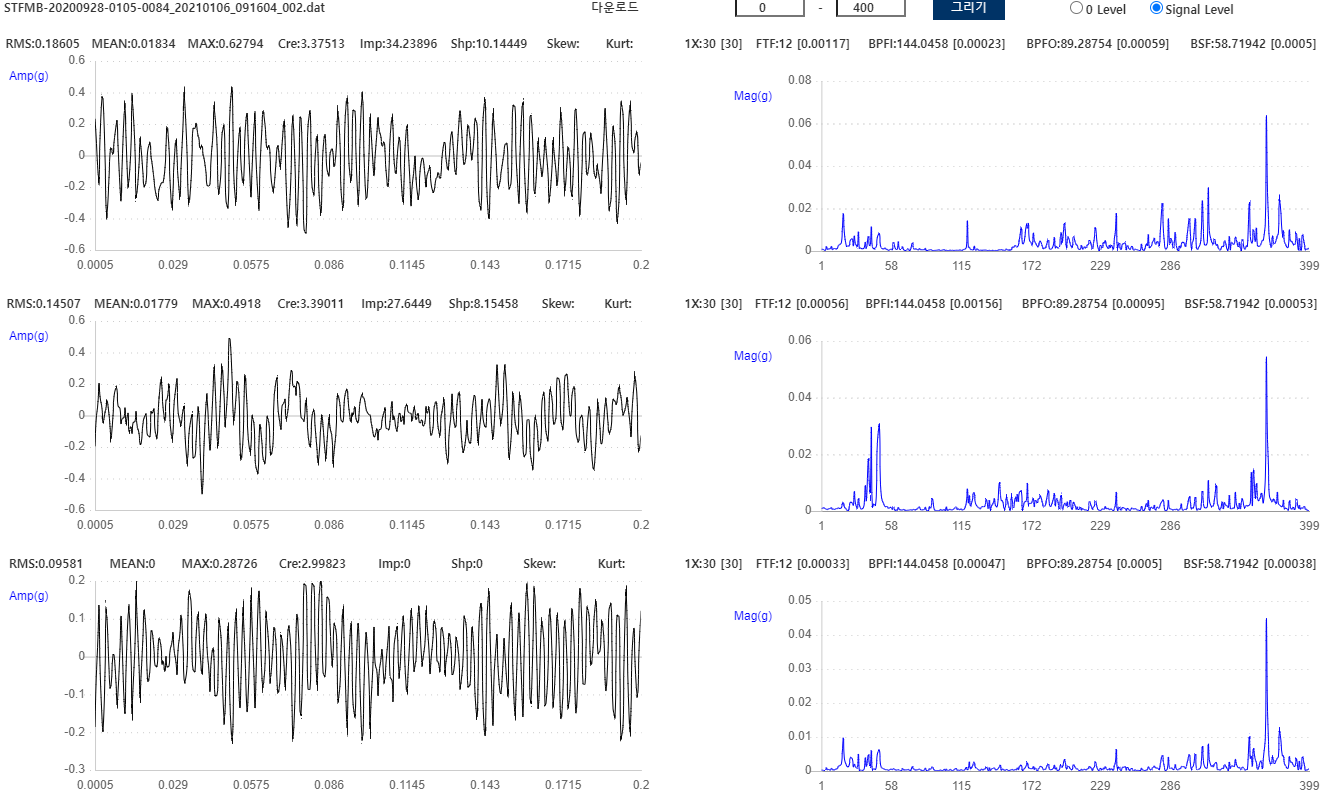 STFMB-20200928-0105-0084_20210106_091604_002.dat 다운로드 0 - 400 그리기 0 Level Signal Level
RMS:0.18605 MEAN:0.01834 MAX:0.62794 Cre:3.37513 Imp:34.23896 Shp:10.14449 Skew: Kurt:
Amp(g)
0.6
0.4
0.2
0
-0.2
-0.4
-0.6
0.0005 0.029 0.0575 0.086 0.1145 0.143 0.1715 0.2
1X:30 [30] FTF:12 [0.00117] BPFI:144.0458 [0.00023] BPFO:89.28754 [0.00059] BSF:58.71942 [0.0005]
Mag(g)
0.08
0.06
0.04
0.02
0
1 58 115 172 229 286 399
RMS:0.14507 MEAN:0.01779 MAX:0.4918 Cre:3.39011 Imp:27.6449 Shp:8.15458 Skew: Kurt:
Amp(g)
0.6
0.4
0.2
0
-0.2
-0.4
-0.6
0.0005 0.029 0.0575 0.086 0.1145 0.143 0.1715 0.2
1X:30 [30] FTF:12 [0.00056] BPFI:144.0458 [0.00156] BPFO:89.28754 [0.00095] BSF:58.71942 [0.00053]
Mag(g)
0.06
0.04
0.02
0
1 58 115 172 229 286 399
RMS:0.09581 MEAN:0 MAX:0.28726 Cre:2.99823 Imp:0 Shp:0 Skew: Kurt:
Amp(g)
0.2
0.1
0
-0.1
-0.2
-0.3
0.0005 0.029 0.0575 0.086 0.1145 0.143 0.1715 0.2
1X:30 [30] FTF:12 [0.00033] BPFI:144.0458 [0.00047] BPFO:89.28754 [0.0005] BSF:58.71942 [0.00038]
Mag(g)
0.05
0.04
0.03
0.02
0.01
0
1 58 115 172 229 286 399